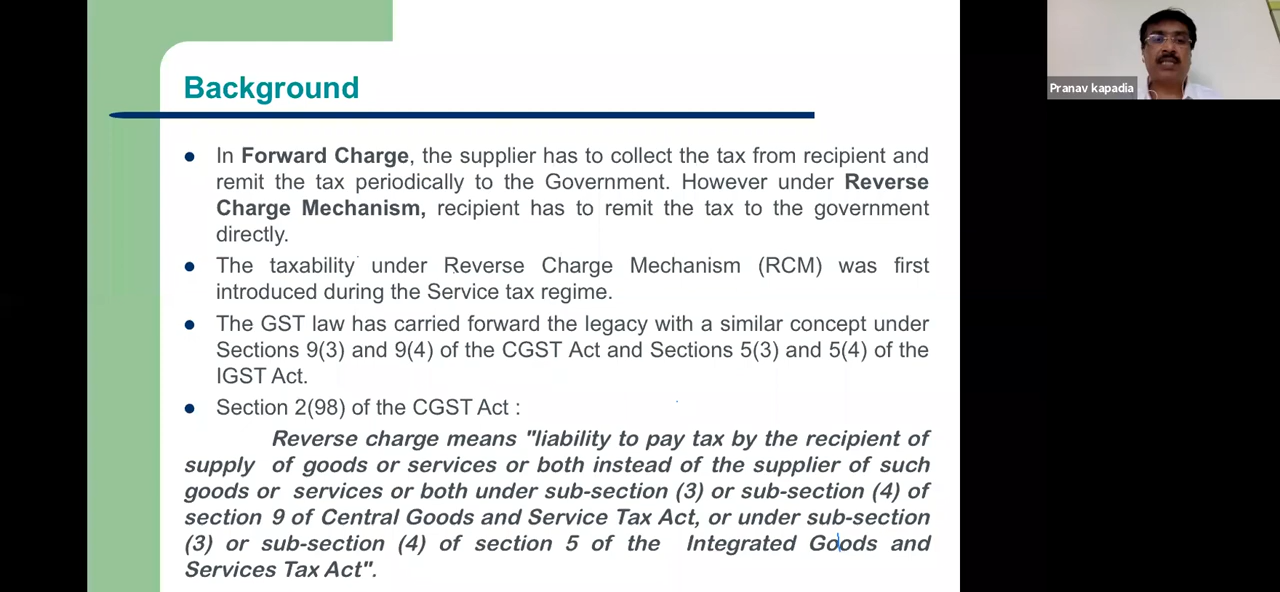 Background
Pranav kapadia
In Forward Charge, the supplier has to collect the tax from recipient and
remit the tax periodically to the Government. However under Reverse
Charge Mechanism, recipient has to remit the tax to the government
directly.
The taxability under Reverse Charge Mechanism (RCM) was first
introduced during the Service tax regime.
The GST law has carried forward the legacy with a similar concept under
Sections 9(3) and 9(4) of the CGST Act and Sections 5(3) and 5(4) of the
IGST Act.
Section 2(98) of the CGST Act :
Reverse charge means "liability to pay tax by the recipient of
supply of goods or services or both instead of the supplier of such
goods or services or both under sub-section (3) or sub-section (4) of
section 9 of Central Goods and Service Tax Act, or under sub-section
(3) or sub-section (4) of section 5 of the Integrated Goods and
Services Tax Act".